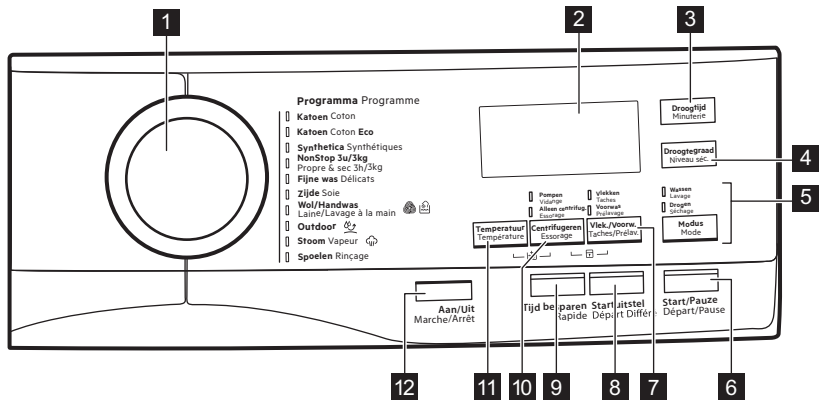 1
2
3
4
5
6
7
8
9
10
11
12
Programma Programme
Katoen Coton
Katoen Coton Eco
Synthetica Synthétiques
NonStop 3u/3kg
Propre & sec 3h/3kg
Fijne was Délicats
Zijde Soie
Wol/Handwas
Laine/Lavage à la main
Outdoor
Stoom Vapeur
Spoelen Rinçage
Droogtijd
Minuterie
Droogtegraad
Niveau séc.
Pompen
Vidange
Alleen centrifug.
Essorage
Vlekken
Taches
Voorwas
Prélavage
Wassen
Lavage
Drogen
Séchage
Temperatuur
Température
Centrifugeren
Essorage
Vlek./Voorw.
Taches/Prélav.
Modus
Mode
Aan/Uit
Marche/Arrêt
Tijd besparen
Rapide
Startuitstel
Départ Différé
Start/Pauze
Départ/Pause